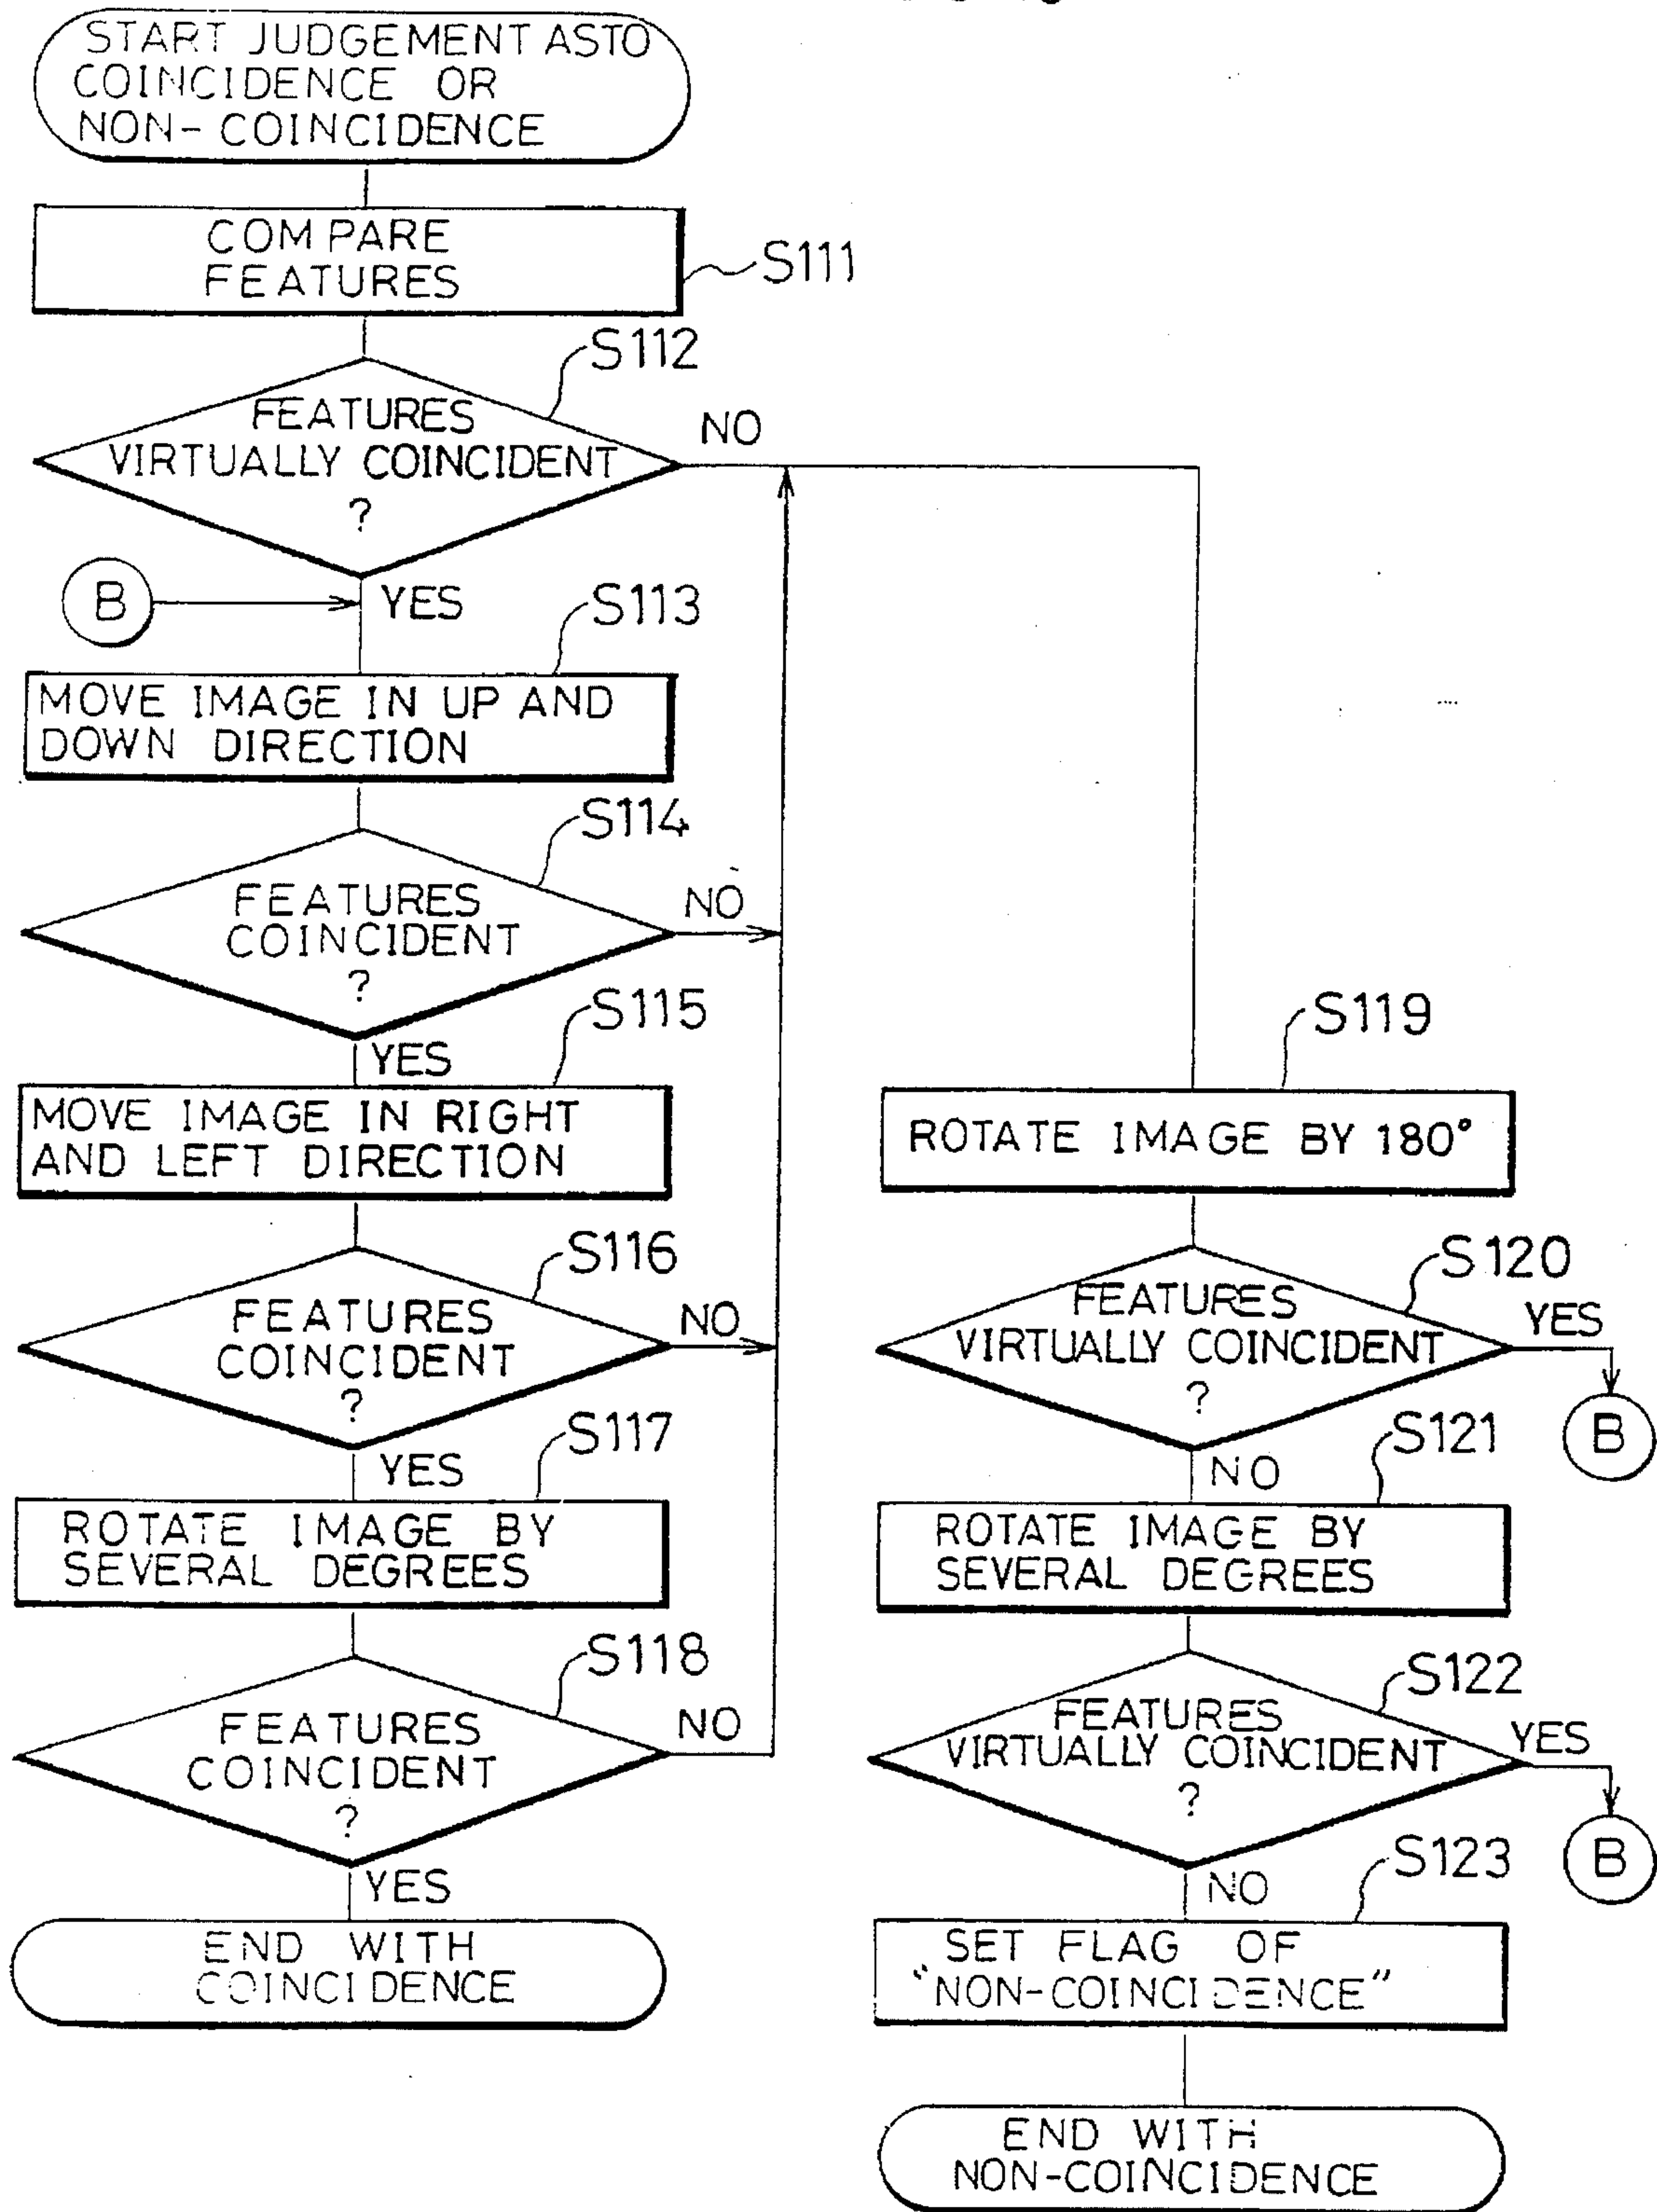 START JUDGEMENT ASTO
COINCIDENCE OR
NON-COINCIDENCE
COMPARE
FEATURES
S111
S112
FEATURES
VIRTUALLY COINCIDENT
?
NO
B
YES
S113
MOVE IMAGE IN UP AND
DOWN DIRECTION
S114
FEATURES
COINCIDENT
?
NO
YES
S115
MOVE IMAGE IN RIGHT
AND LEFT DIRECTION
S116
FEATURES
COINCIDENT
?
NO
YES
S117
ROTATE IMAGE BY
SEVERAL DEGREES
S118
FEATURES
COINCIDENT
?
NO
YES
END WITH
COINCIDENCE
S119
ROTATE IMAGE BY 180°
S120
FEATURES
VIRTUALLY COINCIDENT
?
YES
B
NO
S121
ROTATE IMAGE BY
SEVERAL DEGREES
S122
FEATURES
VIRTUALLY COINCIDENT
?
YES
B
NO
S123
SET FLAG OF
"NON-COINCIDENCE"
END WITH
NON-COINCIDENCE